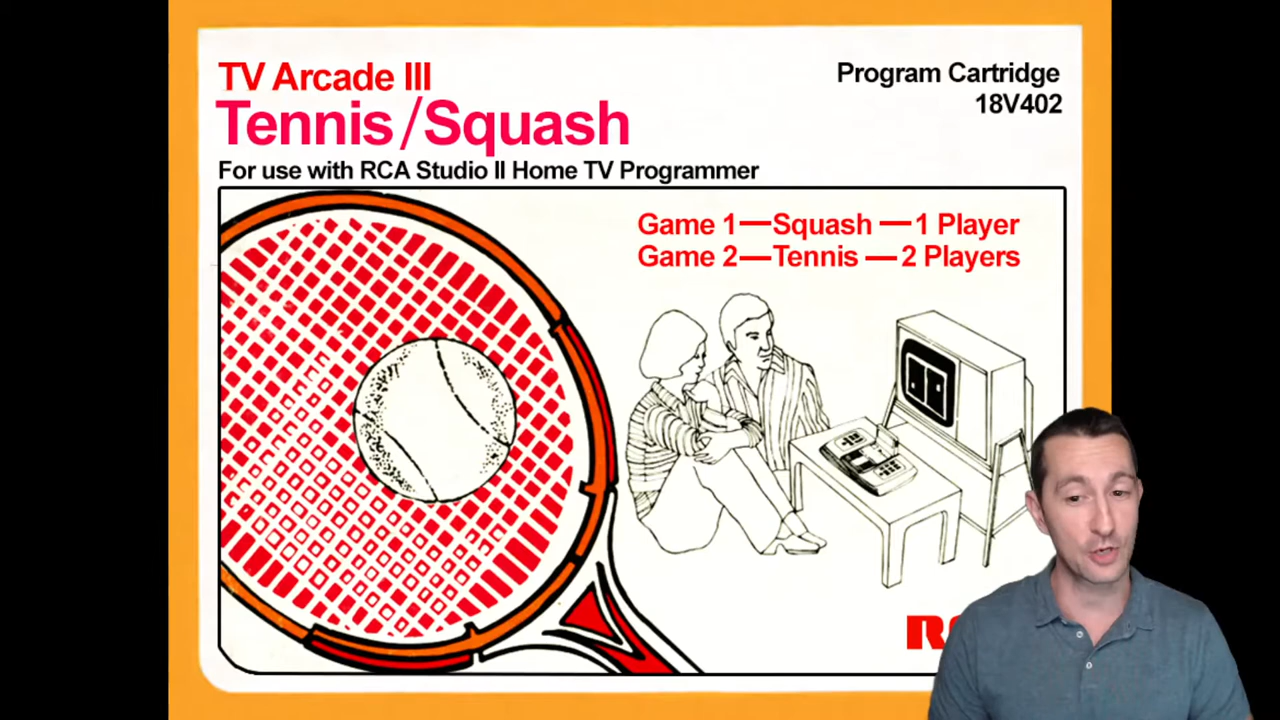 TV Arcade III
Tennis/Squash
For use with RCA Studio II Home TV Programmer
Program Cartridge
18V402
Game 1—Squash —1 Player
Game 2—Tennis —2 Players